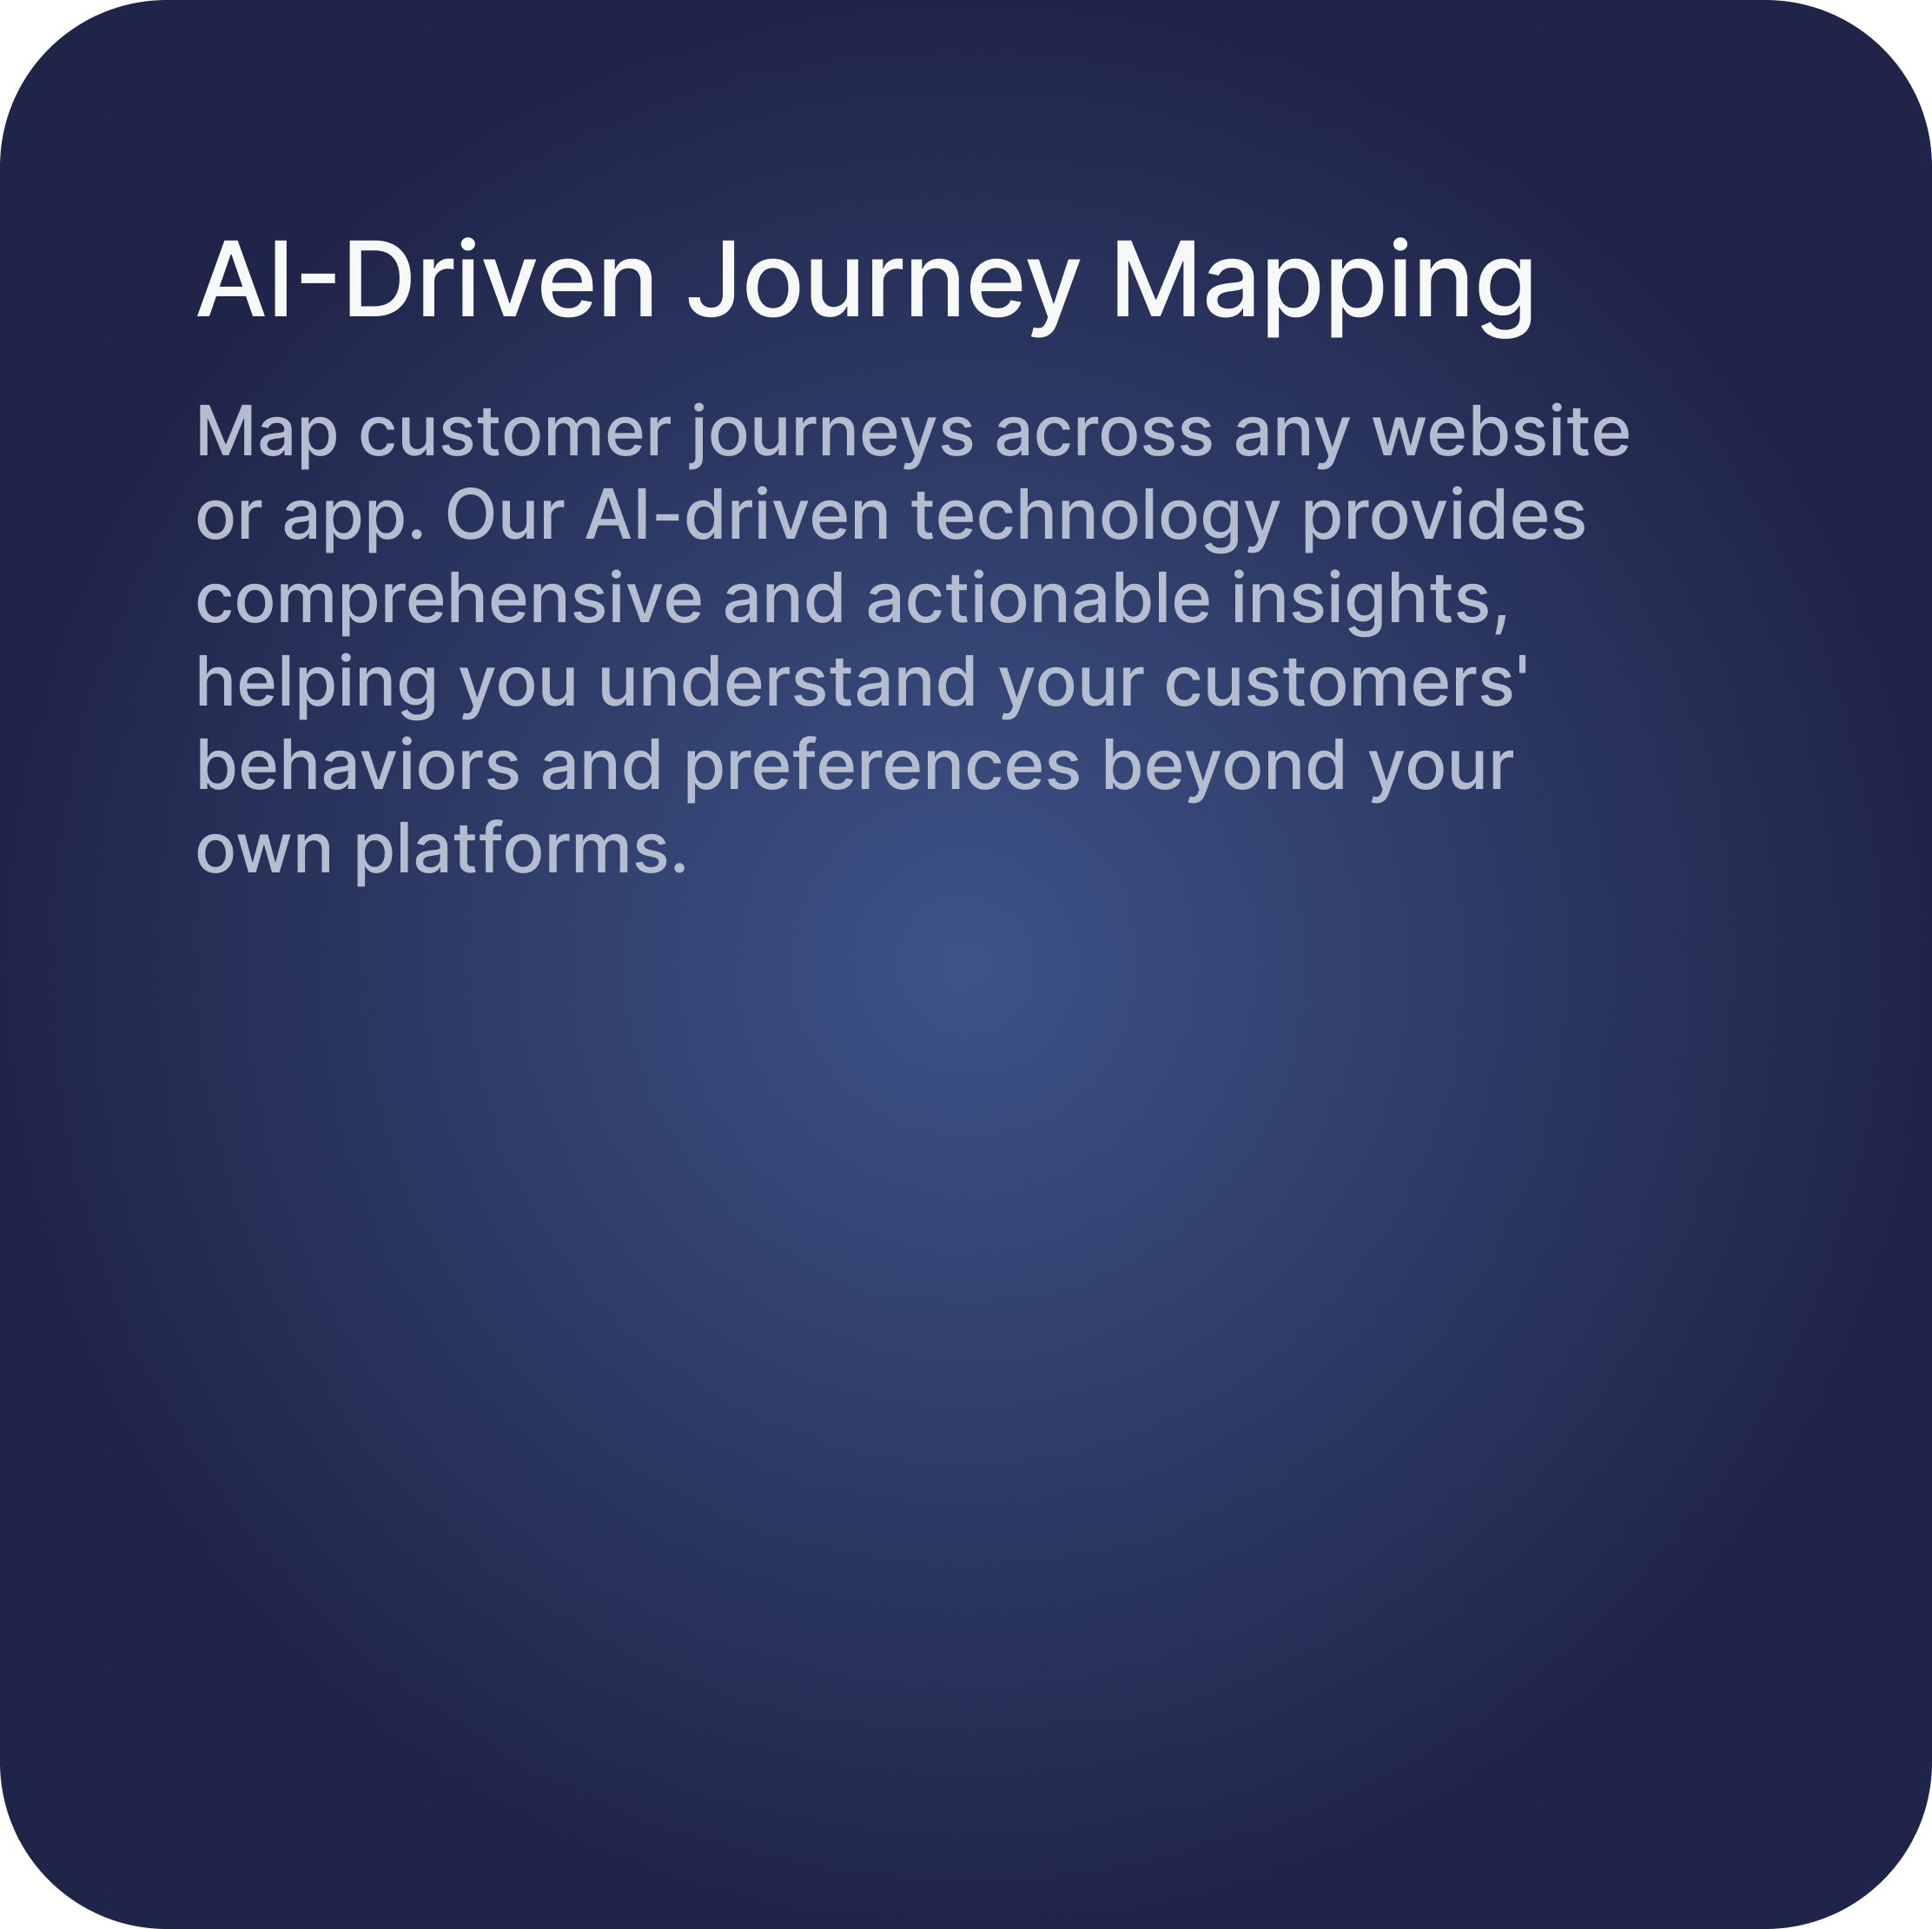 AI-Driven Journey Mapping
Map customer journeys across any website
or app. Our AI-driven technology provides
comprehensive and actionable insights,
helping you understand your customers'
behaviors and preferences beyond your
own platforms.